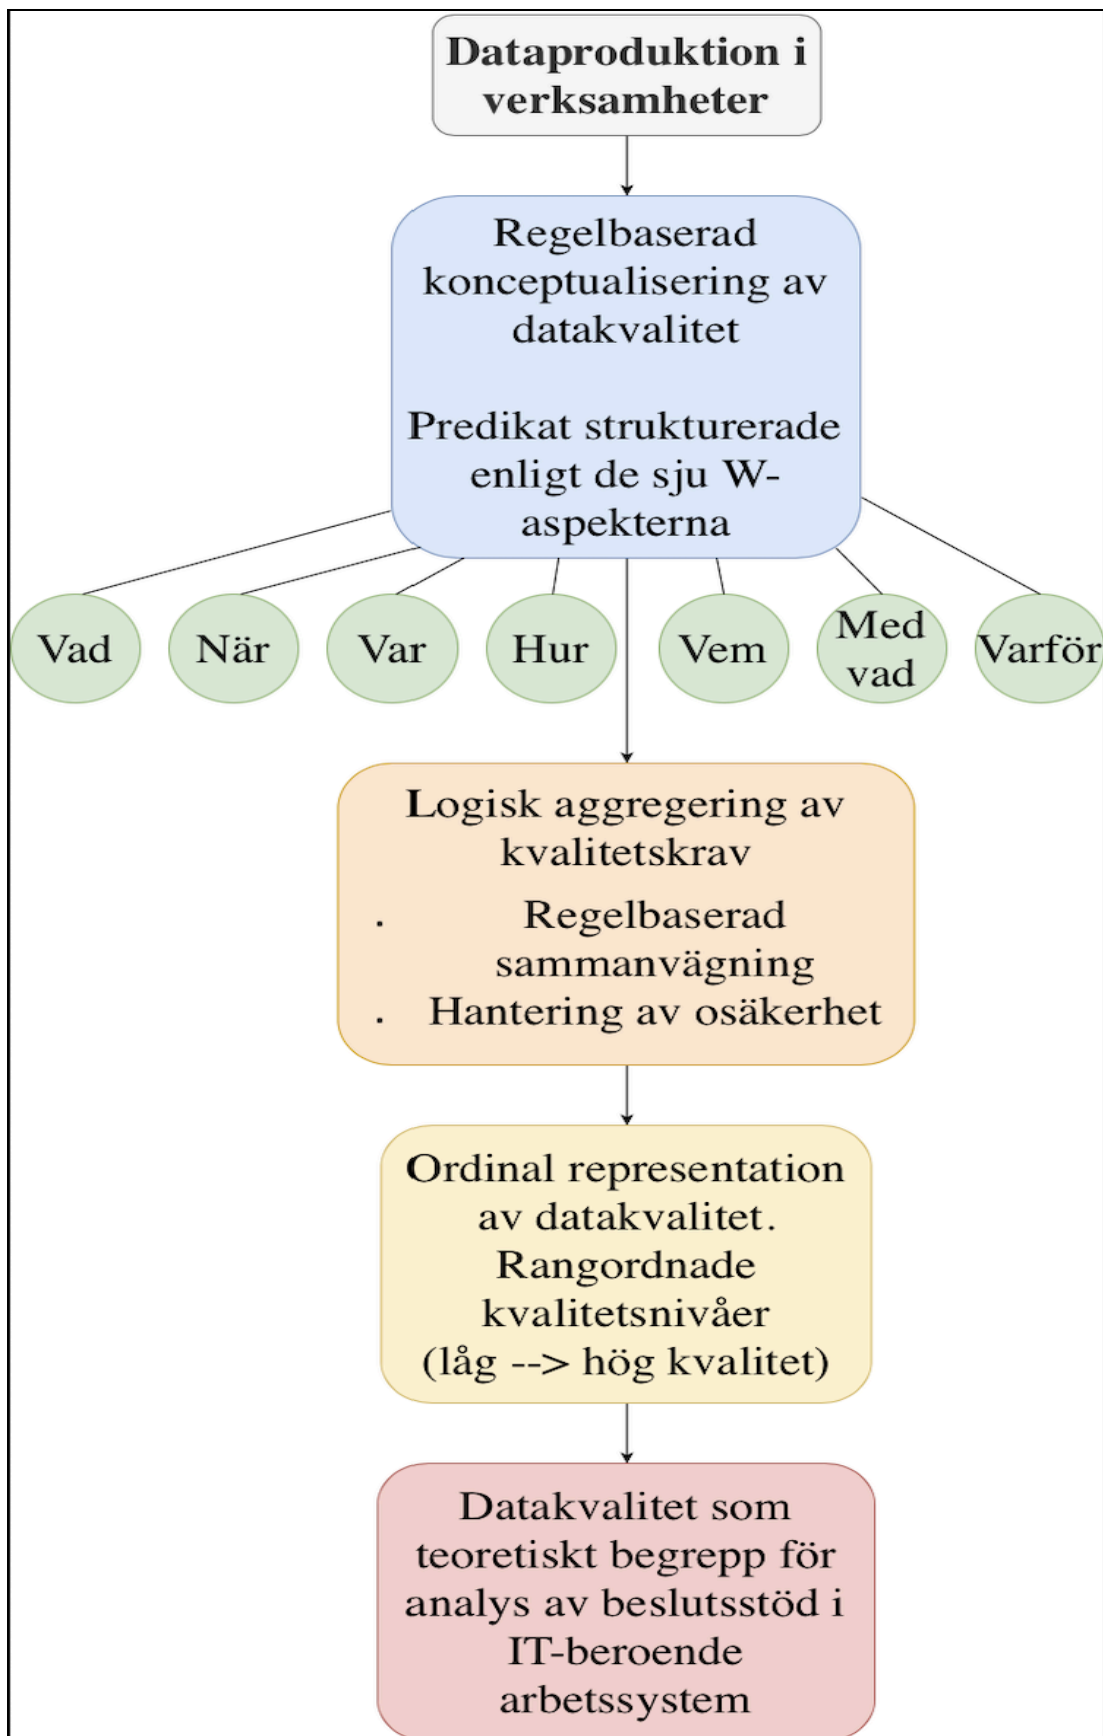 Dataproduktion i
verksamheter
Regelbaserad
konceptualisering av
datakvalitet
Predikat strukturerade
enligt de sju W-
aspekterna
Vad
När
Var
Hur
Vem
Med
vad
Varför
Logisk aggregering av
kvalitetskrav
. Regelbaserad
sammanvägning
. Hantering av osäkerhet
Ordinal representation
av datakvalitet.
Rangordnade
kvalitetsnivåer
(låg --> hög kvalitet)
Datakvalitet som
teoretiskt begrepp för
analys av beslutsstöd i
IT-beroende
arbetssystem